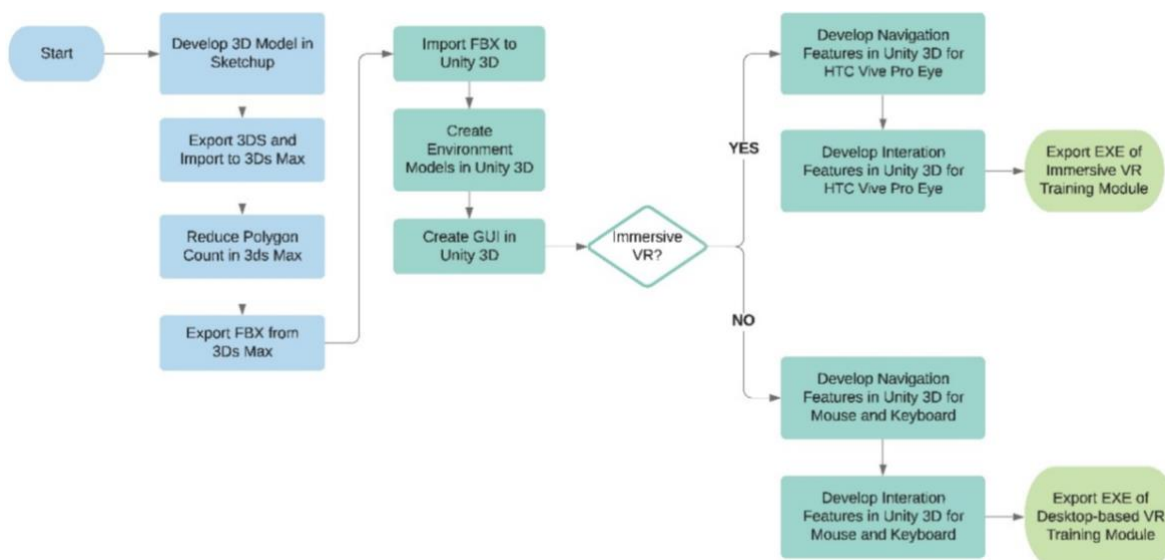 Start
Develop 3D Model in
Sketchup
Export 3DS and
Import to 3Ds Max
Reduce Polygon
Count in 3ds Max
Export FBX from
3Ds Max
Import FBX to
Unity 3D
Create
Environment
Models in Unity 3D
Create GUI in
Unity 3D
Immersive
VR?
YES
Develop Navigation
Features in Unity 3D for
HTC Vive Pro Eye
Develop Interation
Features in Unity 3D for
HTC Vive Pro Eye
Export EXE of
Immersive VR
Training Module
NO
Develop Navigation
Features in Unity 3D for
Mouse and Keyboard
Develop Interation
Features in Unity 3D for
Mouse and Keyboard
Export EXE of
Desktop-based VR
Training Module